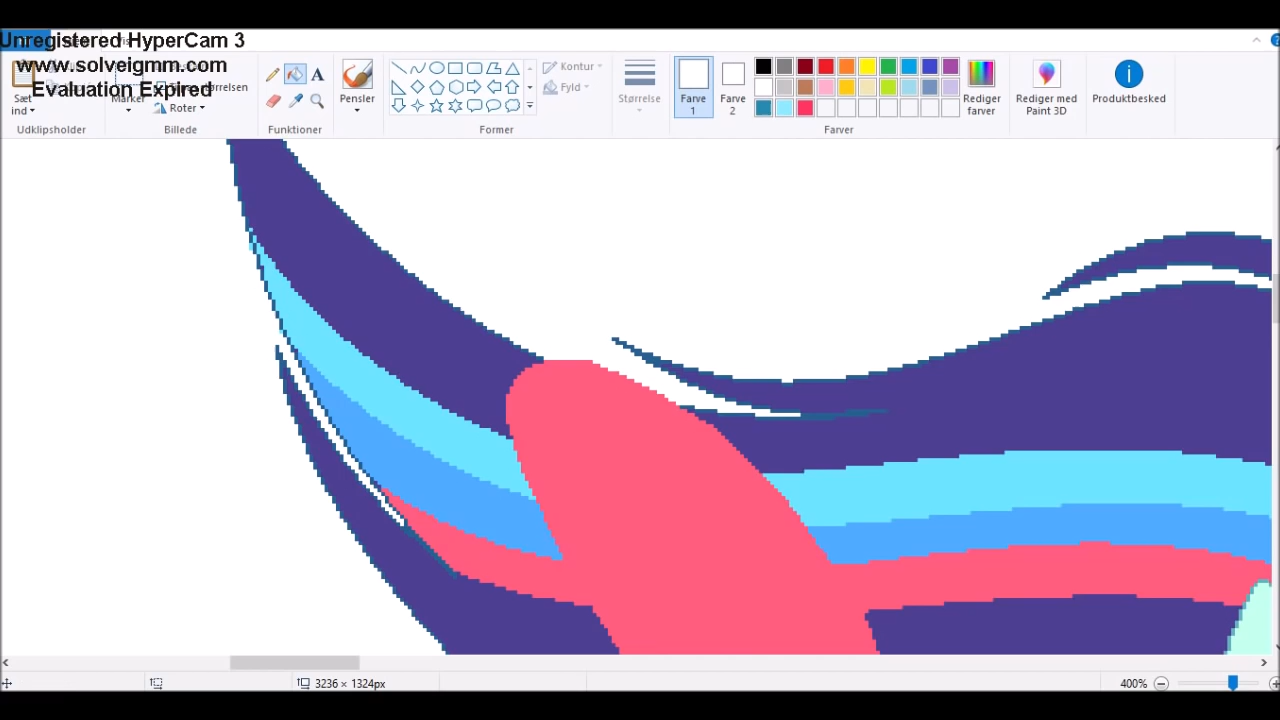 Unregistered HyperCam 3
www.solveigmm.com
Evaluation Expired
Sæt
ind
Marker
Roter
Pensler
Kontur
Fyld
Størrelse
Farve
1
Farve
2
Rediger
farver
Rediger med
Paint 3D
Produktbesked
Udklipsholder
Billede
Funktioner
Former
Farver
3236 × 1324px
400%